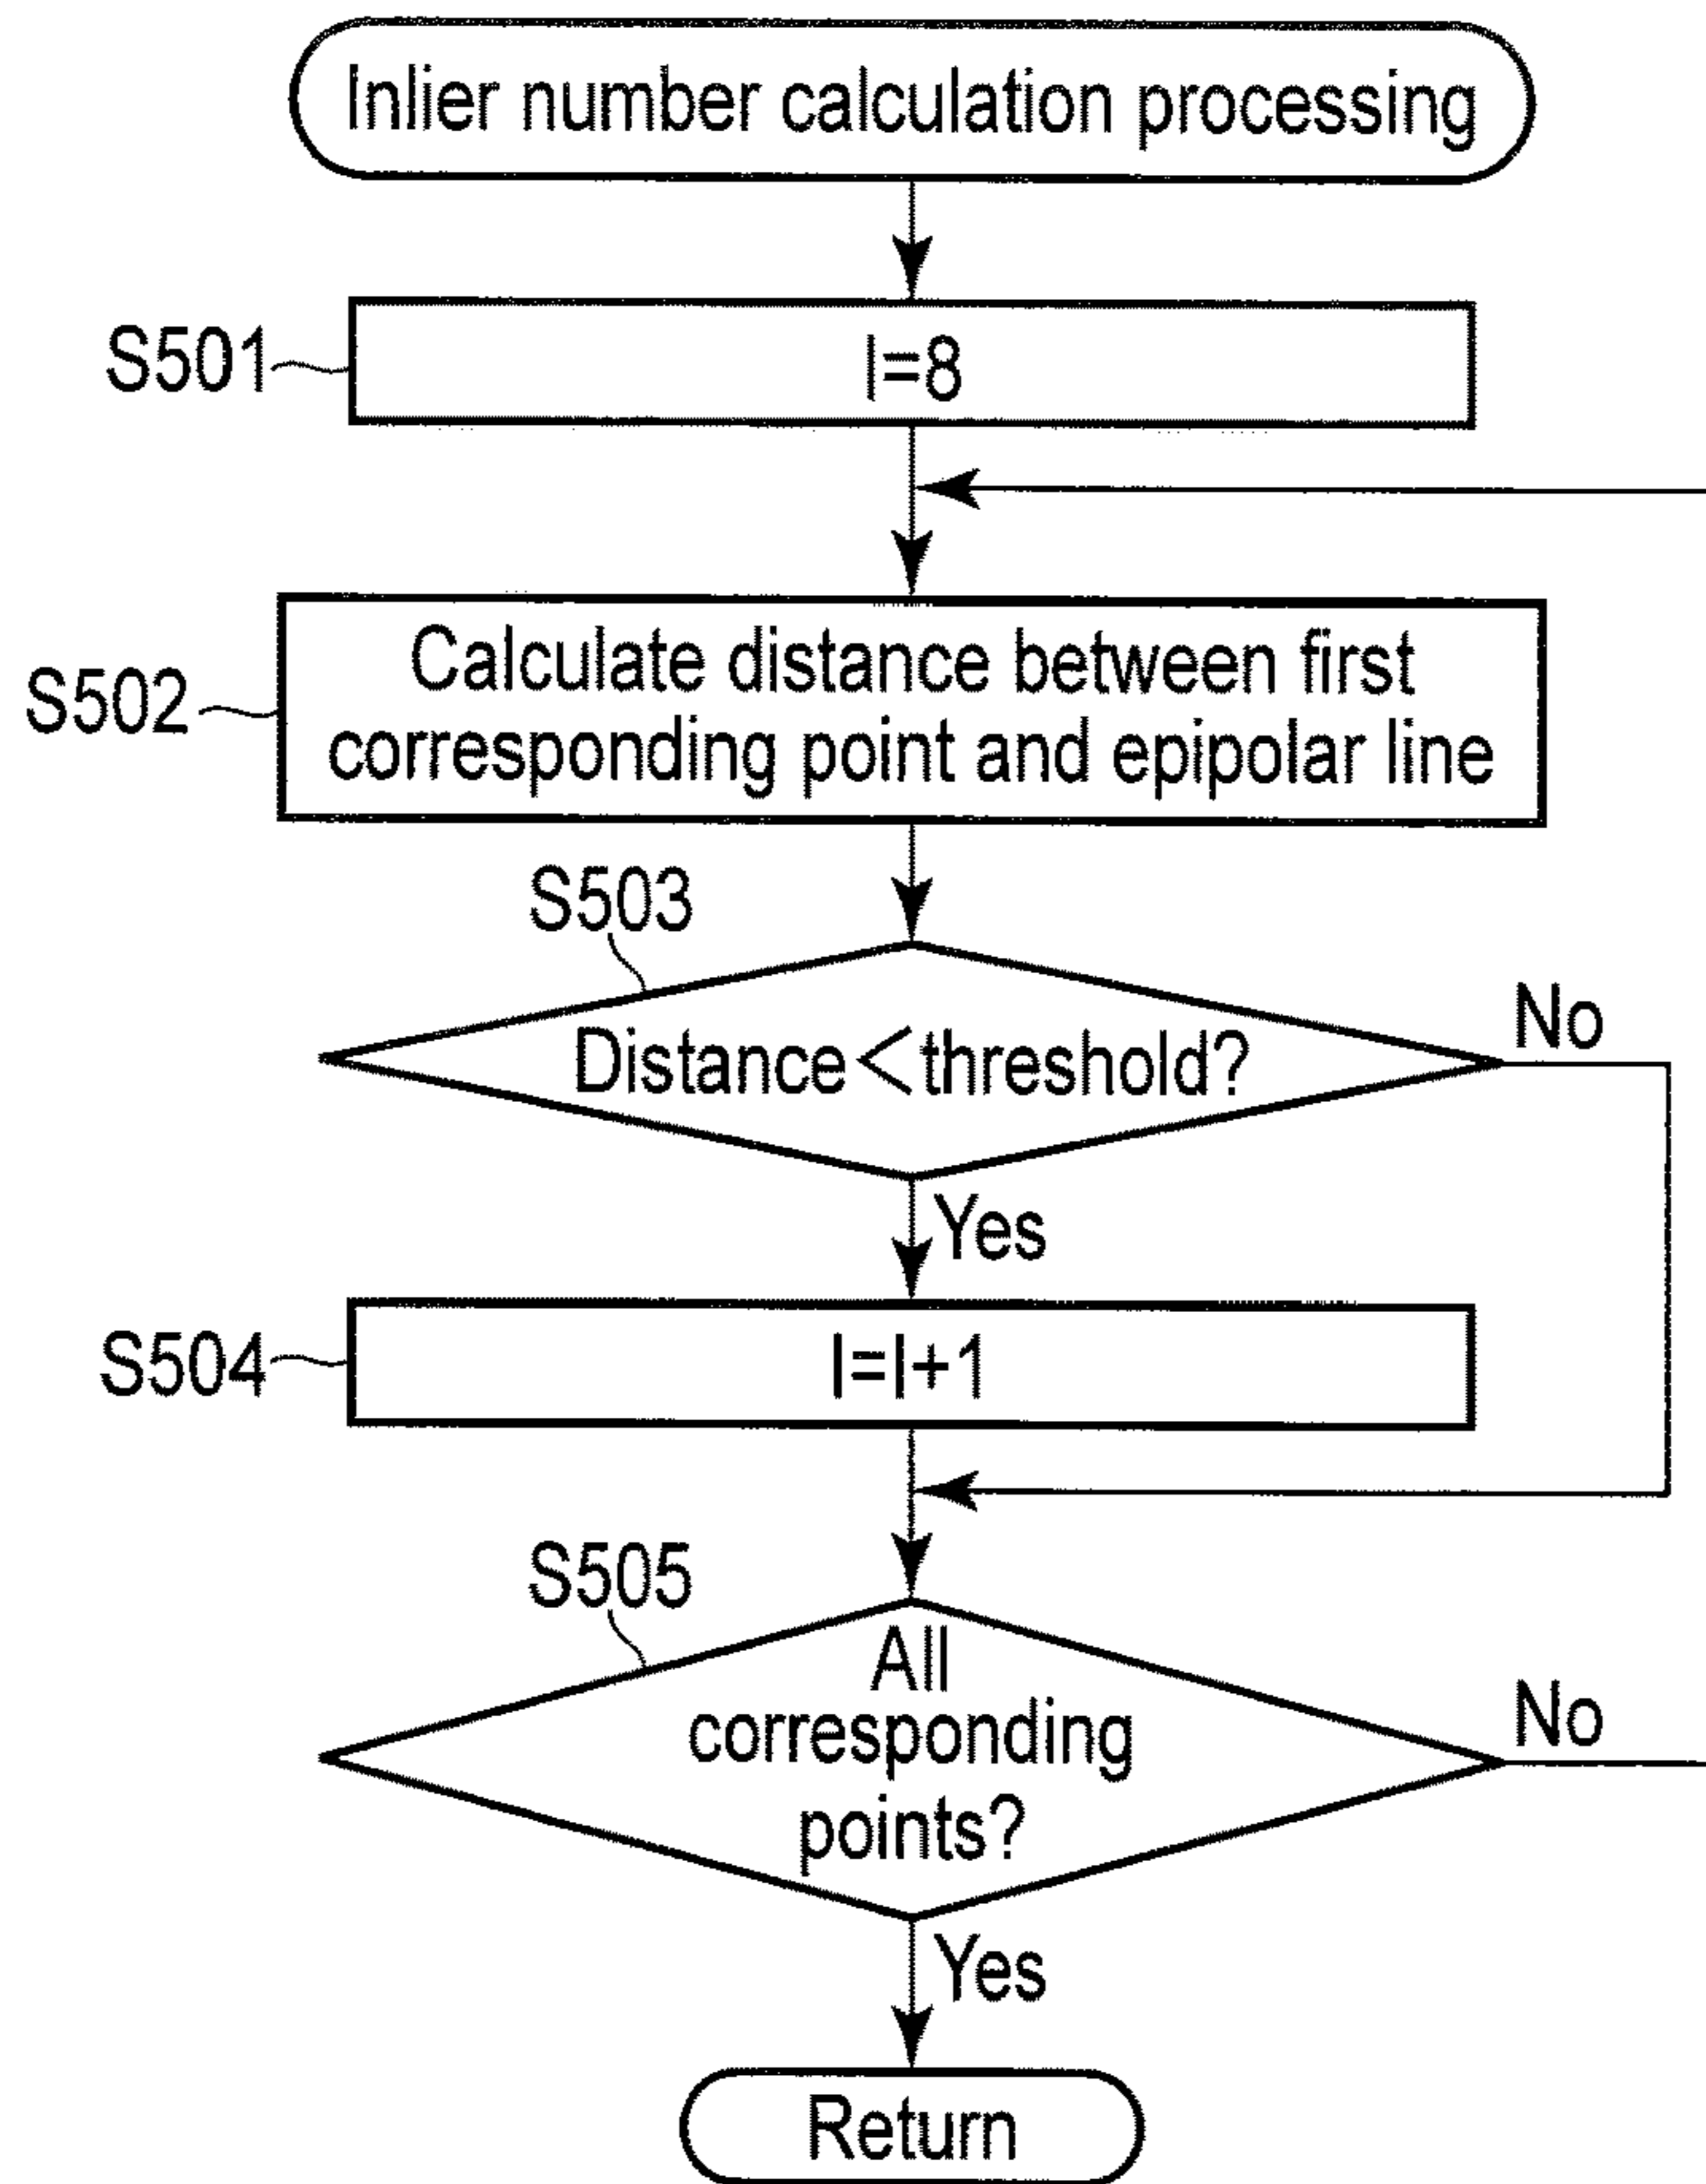 Inlier number calculation processing
S501
I=8
S502
Calculate distance between first
corresponding point and epipolar line
S503
Distance<threshold?
No
Yes
S504
I=I+1
S505
All
corresponding
points?
No
Yes
Return